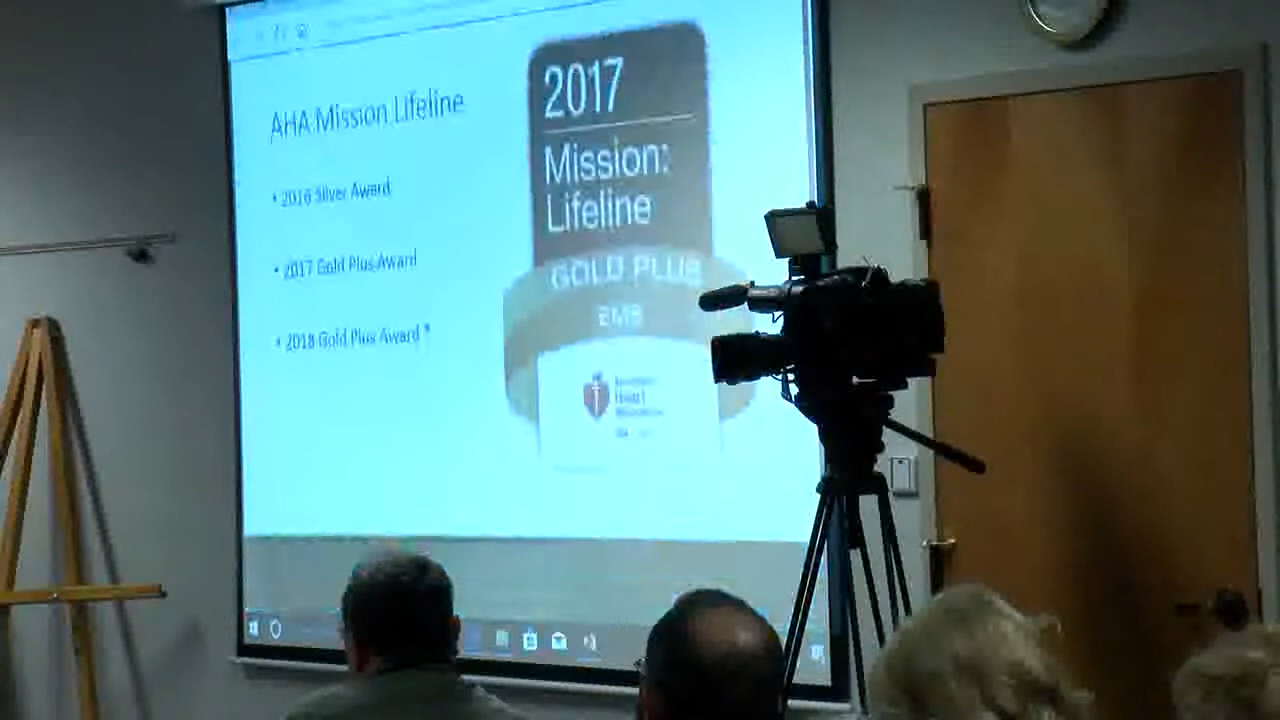 AHA Mission Lifeline
• 2016 Silver Award
• 2017 Gold Plus Award
• 2018 Gold Plus Award *
2017
Mission:
Lifeline
GOLD PLUS
EMS
Heart